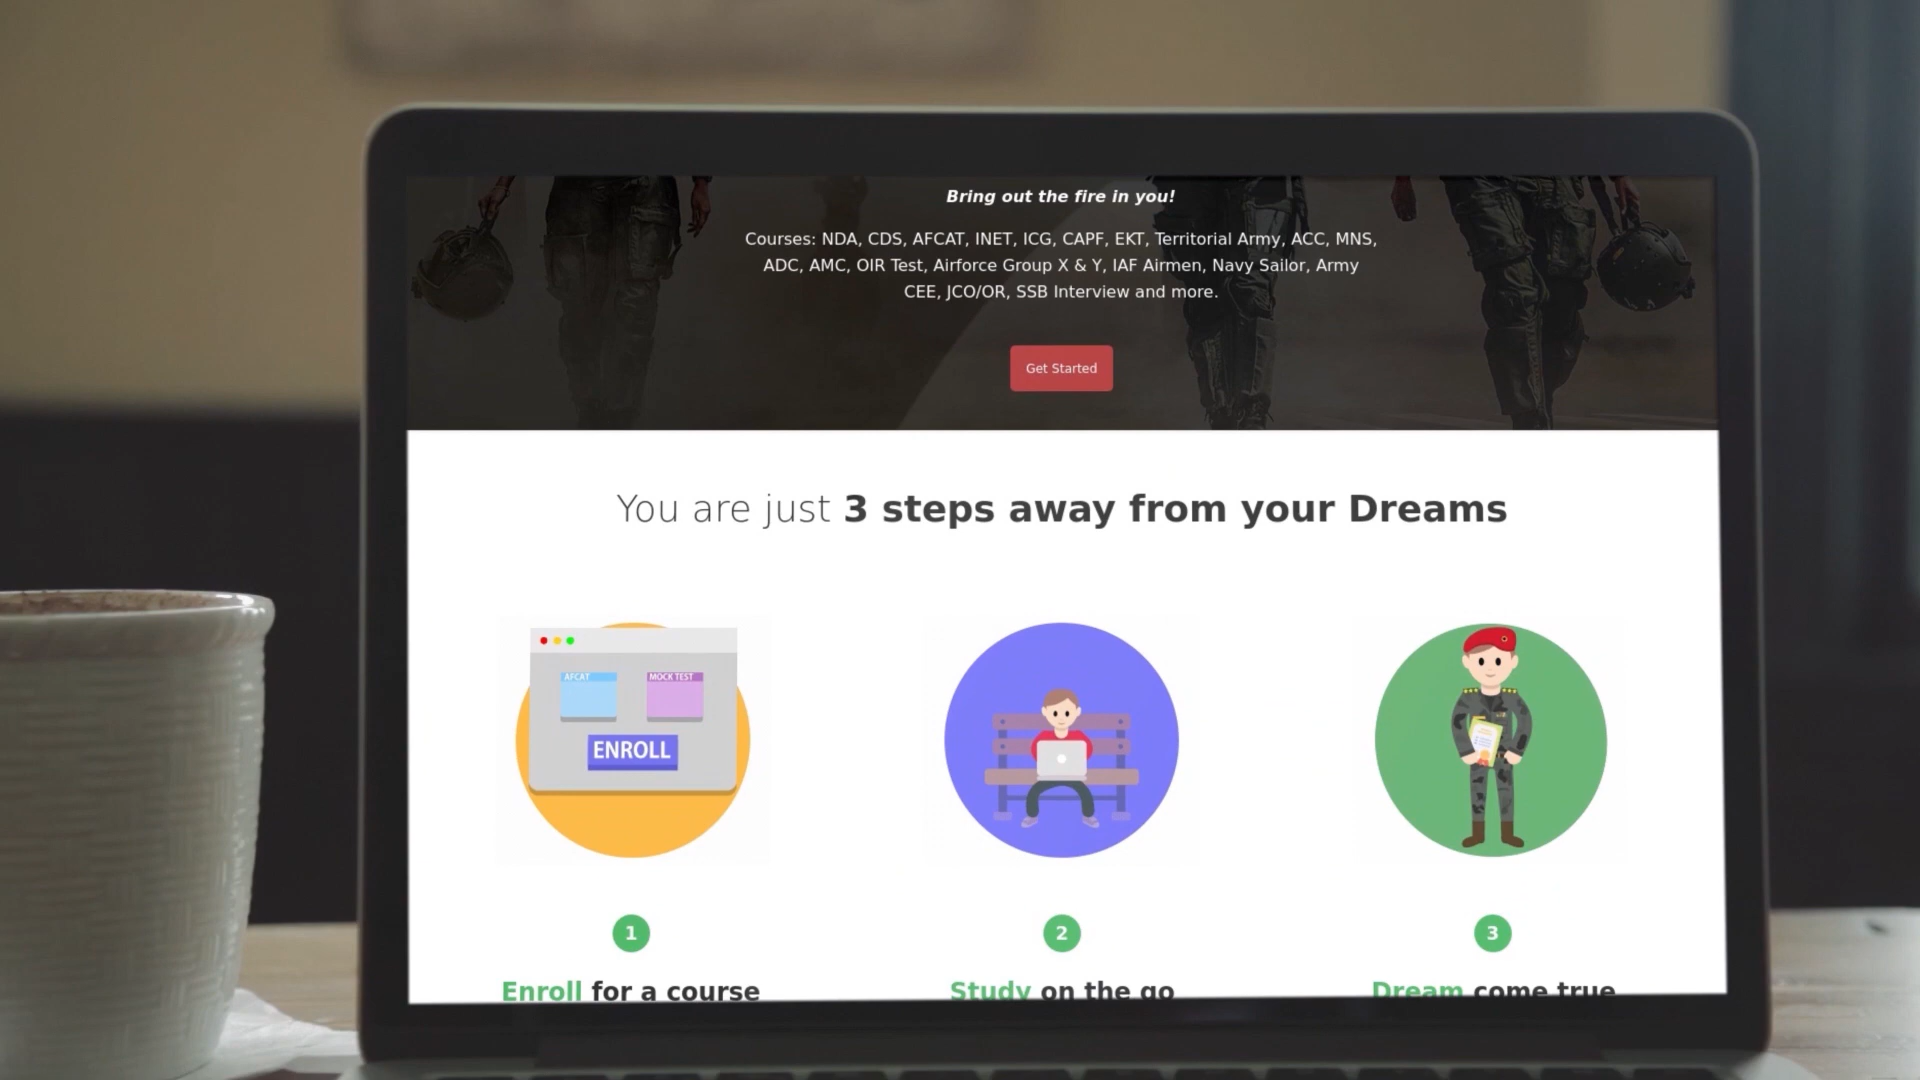 Bring out the fire in you!
Courses: NDA, CDS, AFCAT, INET, ICG, CAPF, EKT, Territorial Army, ACC, MNS,
ADC, AMC, OIR Test, Airforce Group X & Y, IAF Airmen, Navy Sailor, Army
CEE, JCO/OR, SSB Interview and more.
Get Started
You are just 3 steps away from your Dreams
AFCAT
MOCK TEST
ENROLL
1
2
3
Enroll for a course
Study on the go
Dream come true